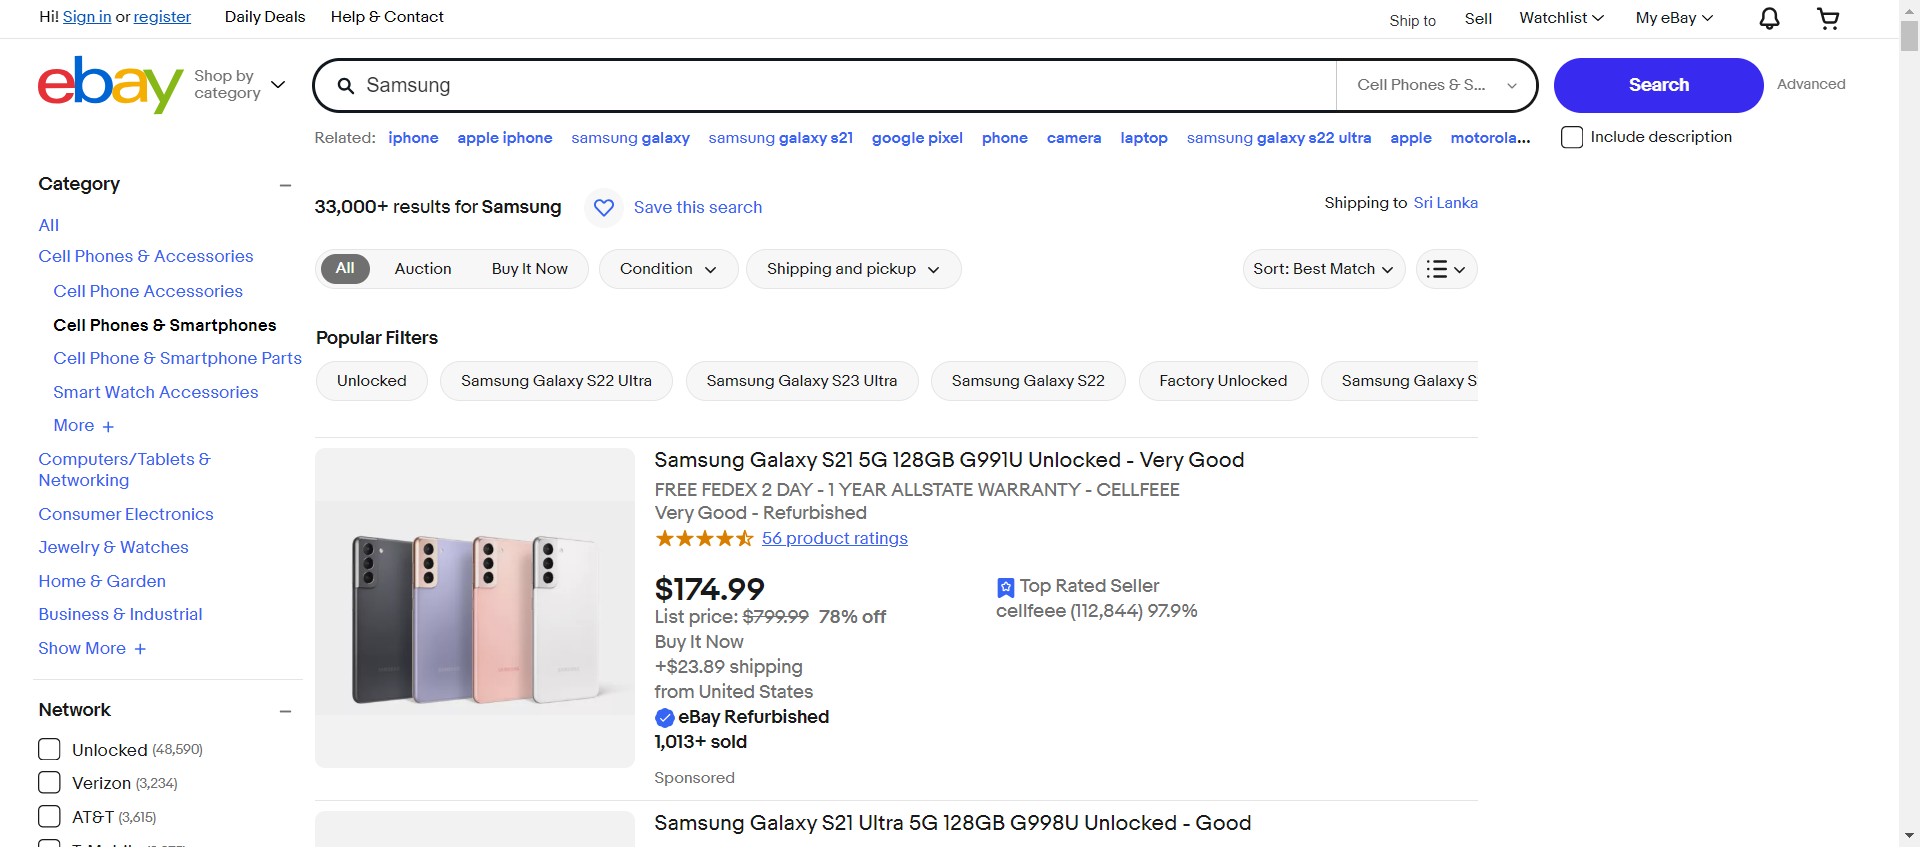 Hi! Sign in or register
Daily Deals
Help & Contact
Ship to
Sell
Watchlist
My eBay
ebay
Shop by
category
Samsung
Cell Phones & S...
Search
Advanced
Related: iphone apple iphone samsung galaxy samsung galaxy s21 google pixel phone camera laptop samsung galaxy s22 ultra apple motorola...
Include description
Category
All
Cell Phones & Accessories
Cell Phone Accessories
Cell Phones & Smartphones
Cell Phone & Smartphone Parts
Smart Watch Accessories
More +
Computers/Tablets &
Networking
Consumer Electronics
Jewelry & Watches
Home & Garden
Business & Industrial
Show More +
Network
Unlocked (48,590)
Verizon (3,234)
AT&T (3,615)
33,000+ results for Samsung
Save this search
Shipping to Sri Lanka
All
Auction
Buy It Now
Condition
Shipping and pickup
Sort: Best Match
Popular Filters
Unlocked
Samsung Galaxy S22 Ultra
Samsung Galaxy S23 Ultra
Samsung Galaxy S22
Factory Unlocked
Samsung Galaxy S
Samsung Galaxy S21 5G 128GB G991U Unlocked - Very Good
FREE FEDEX 2 DAY - 1 YEAR ALLSTATE WARRANTY - CELLFEEE
Very Good - Refurbished
56 product ratings
$174.99
List price: $799.99 78% off
Buy It Now
+$23.89 shipping
from United States
eBay Refurbished
1,013+ sold
Sponsored
Top Rated Seller
cellfeee (112,844) 97.9%
Samsung Galaxy S21 Ultra 5G 128GB G998U Unlocked - Good